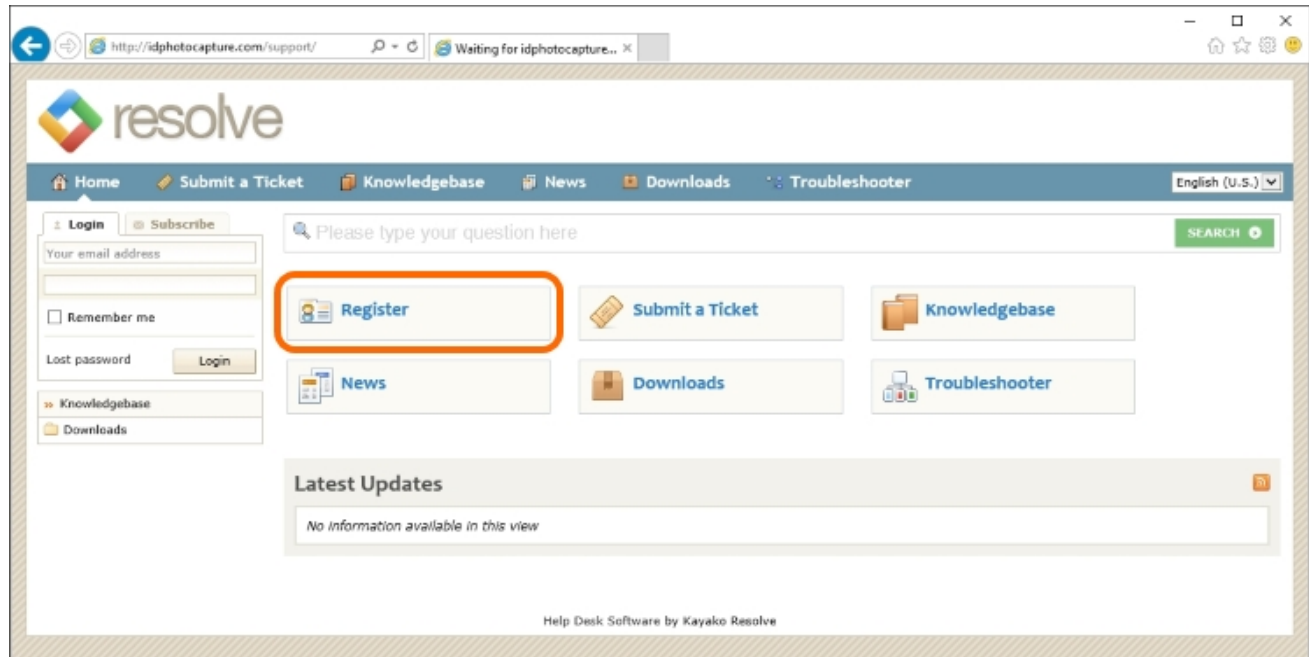 http://idphotocapture.com/support/
Waiting for idphotocapture...
resolve
Home Submit a Ticket Knowledgebase News Downloads Troubleshooter English (U.S.)
Login Subscribe
Your email address
Please type your question here SEARCH
Remember me
Lost password Login
Knowledgebase
Downloads
Register Submit a Ticket Knowledgebase
News Downloads Troubleshooter
Latest Updates
No information available in this view
Help Desk Software by Kayako Resolve